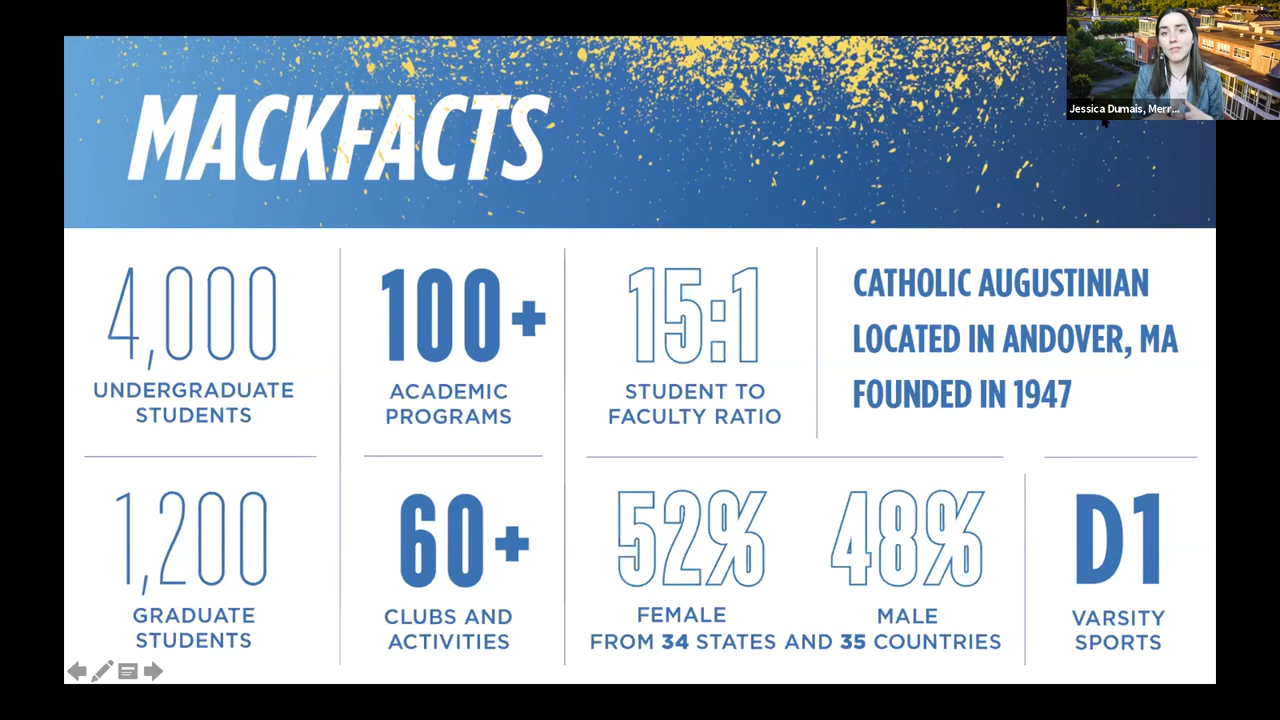 Jessica Dumais, Merr...
MACKFACTS
4,000
UNDERGRADUATE
STUDENTS
100+
ACADEMIC
PROGRAMS
15:1
STUDENT TO
FACULTY RATIO
CATHOLIC AUGUSTINIAN
LOCATED IN ANDOVER, MA
FOUNDED IN 1947
1,200
GRADUATE
STUDENTS
60+
CLUBS AND
ACTIVITIES
52%
FEMALE
48%
MALE
FROM 34 STATES AND 35 COUNTRIES
D1
VARSITY
SPORTS